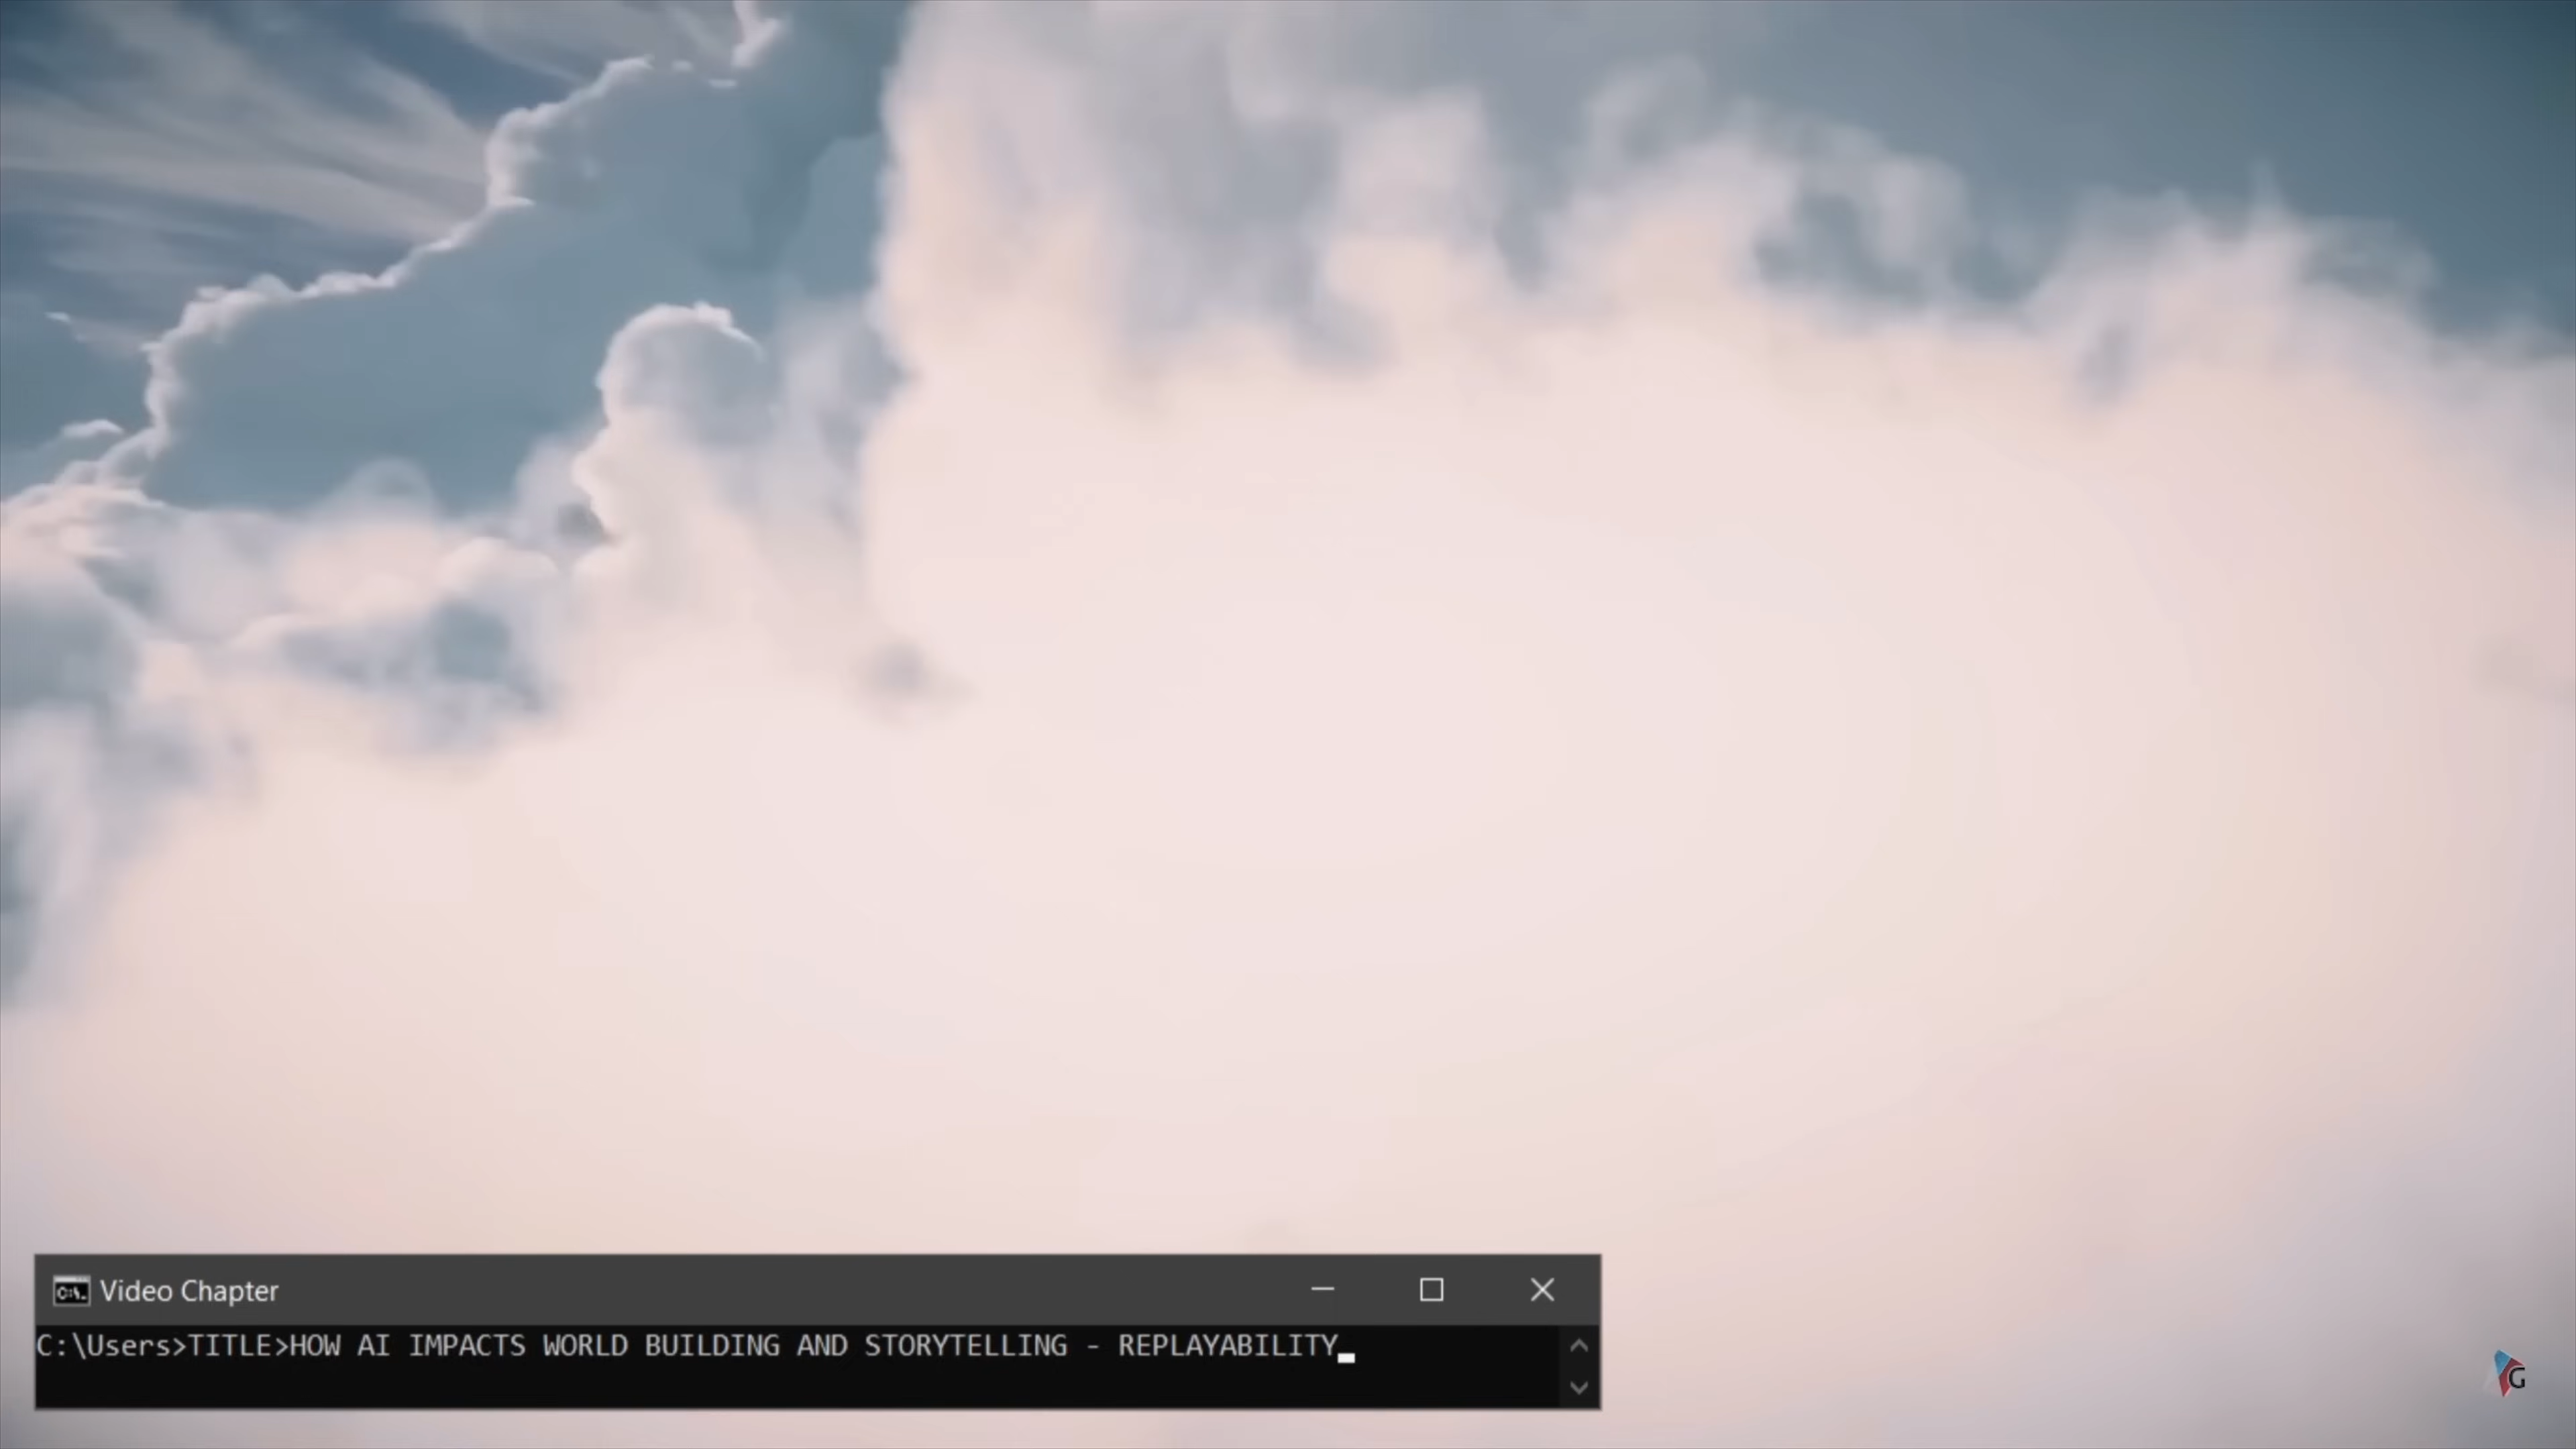 Video Chapter
C:\Users>TITLE>HOW AI IMPACTS WORLD BUILDING AND STORYTELLING - REPLAYABILITY
G